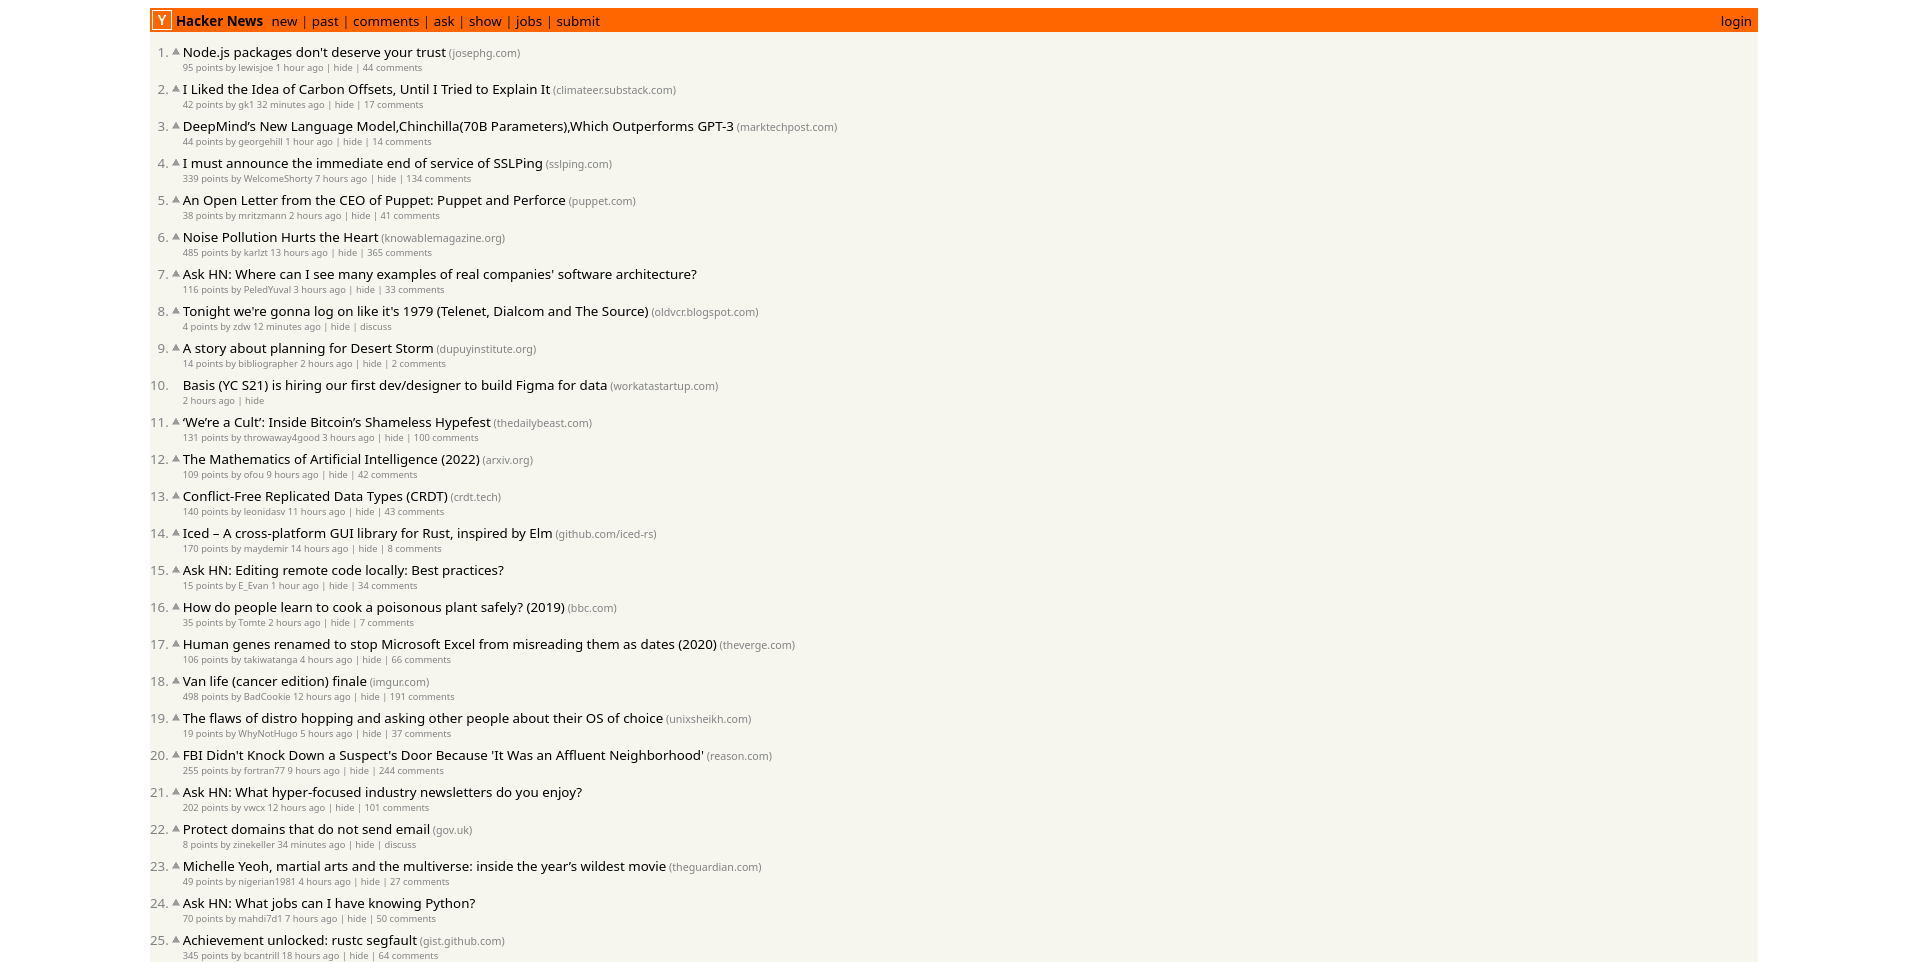 Y Hacker News new | past | comments | ask | show | jobs | submit login
1. Node.js packages don't deserve your trust (josephg.com)
95 points by lewisjoe 1 hour ago | hide | 44 comments
2. I Liked the Idea of Carbon Offsets, Until I Tried to Explain It (climateer.substack.com)
42 points by gk1 32 minutes ago | hide | 17 comments
3. DeepMind’s New Language Model,Chinchilla(70B Parameters),Which Outperforms GPT-3 (marktechpost.com)
44 points by georgehill 1 hour ago | hide | 14 comments
4. I must announce the immediate end of service of SSLPing (sslping.com)
339 points by WelcomeShorty 7 hours ago | hide | 134 comments
5. An Open Letter from the CEO of Puppet: Puppet and Perforce (puppet.com)
38 points by mritzmann 2 hours ago | hide | 41 comments
6. Noise Pollution Hurts the Heart (knowablemagazine.org)
485 points by karlzt 13 hours ago | hide | 365 comments
7. Ask HN: Where can I see many examples of real companies' software architecture?
116 points by PeledYuval 3 hours ago | hide | 33 comments
8. Tonight we're gonna log on like it's 1979 (Telenet, Dialcom and The Source) (oldvcr.blogspot.com)
4 points by zdw 12 minutes ago | hide | discuss
9. A story about planning for Desert Storm (dupuyinstitute.org)
14 points by bibliographer 2 hours ago | hide | 2 comments
10. Basis (YC S21) is hiring our first dev/designer to build Figma for data (workatastartup.com)
2 hours ago | hide
11. ‘We’re a Cult’: Inside Bitcoin’s Shameless Hypefest (thedailybeast.com)
131 points by throwaway4good 3 hours ago | hide | 100 comments
12. The Mathematics of Artificial Intelligence (2022) (arxiv.org)
109 points by ofou 9 hours ago | hide | 42 comments
13. Conflict-Free Replicated Data Types (CRDT) (crdt.tech)
140 points by leonidasv 11 hours ago | hide | 43 comments
14. Iced – A cross-platform GUI library for Rust, inspired by Elm (github.com/iced-rs)
170 points by maydemir 14 hours ago | hide | 8 comments
15. Ask HN: Editing remote code locally: Best practices?
15 points by E_Evan 1 hour ago | hide | 34 comments
16. How do people learn to cook a poisonous plant safely? (2019) (bbc.com)
35 points by Tomte 2 hours ago | hide | 7 comments
17. Human genes renamed to stop Microsoft Excel from misreading them as dates (2020) (theverge.com)
106 points by takiwatanga 4 hours ago | hide | 66 comments
18. Van life (cancer edition) finale (imgur.com)
498 points by BadCookie 12 hours ago | hide | 191 comments
19. The flaws of distro hopping and asking other people about their OS of choice (unixsheikh.com)
19 points by WhyNotHugo 5 hours ago | hide | 37 comments
20. FBI Didn't Knock Down a Suspect's Door Because 'It Was an Affluent Neighborhood' (reason.com)
255 points by fortran77 9 hours ago | hide | 244 comments
21. Ask HN: What hyper-focused industry newsletters do you enjoy?
202 points by vwcx 12 hours ago | hide | 101 comments
22. Protect domains that do not send email (gov.uk)
8 points by zinekeller 34 minutes ago | hide | discuss
23. Michelle Yeoh, martial arts and the multiverse: inside the year’s wildest movie (theguardian.com)
49 points by nigerian1981 4 hours ago | hide | 27 comments
24. Ask HN: What jobs can I have knowing Python?
70 points by mahdi7d1 7 hours ago | hide | 50 comments
25. Achievement unlocked: rustc segfault (gist.github.com)
345 points by bcantrill 18 hours ago | hide | 64 comments